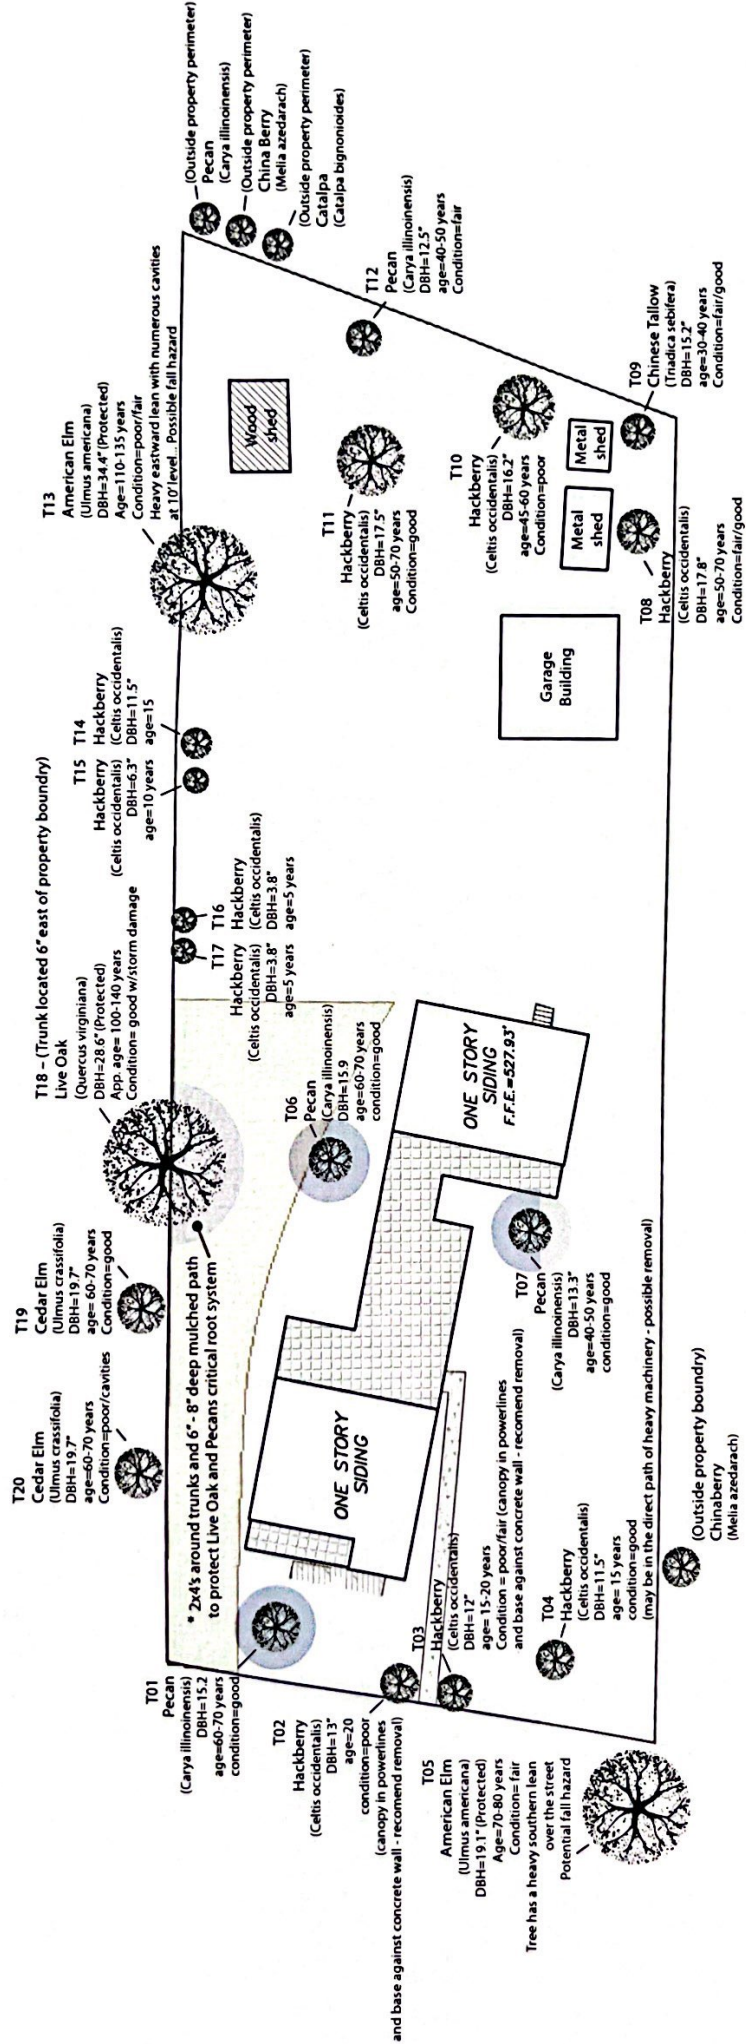 T20
Cedar Elm
(Ulmus crassifolia)
DBH=19.7"
age=60-70 years
Condition=poor/cavities
T19
Cedar Elm
(Ulmus crassifolia)
DBH=19.7"
age= 60-70 years
Condition=good
T18 – (Trunk located 6" east of property boundry)
Live Oak
(Quercus virginiana)
DBH=28.6" (Protected)
App. age= 100-140 years
Condition= good w/storm damage
T15
Hackberry
(Celtis occidentalis)
DBH=6.3"
age=10 years
T14
Hackberry
(Celtis occidentalis)
DBH=11.5"
age=15
T13
American Elm
(Ulmus americana)
DBH=34.4" (Protected)
Age=110-135 years
Condition=poor/fair
Heavy eastward lean with numerous cavities
at 10' level... Possible fall hazard
(Outside property perimeter)
Pecan
(Carya illinoinensis)
(Outside property perimeter)
China Berry
(Melia azedarach)
(Outside property perimeter)
Catalpa
(Catalpa bignonioides)
* 2x4's around trunks and 6" - 8" deep mulched path
to protect Live Oak and Pecans critical root system
T17
Hackberry
(Celtis occidentalis)
DBH=3.8"
age=5 years
T16
Hackberry
(Celtis occidentalis)
DBH=3.8"
age=5 years
Wood
shed
T12
Pecan
(Carya illinoinensis)
DBH=12.5"
age=40-50 years
Condition=fair
T01
Pecan
(Carya illinoinensis)
DBH=15.2
age=60-70 years
condition=good
T06
Pecan
(Carya illinoinensis)
DBH=15.9
age=60-70 years
condition=good
T11
Hackberry
(Celtis occidentalis)
DBH=17.5"
age=50-70 years
Condition=good
T02
Hackberry
(Celtis occidentalis)
DBH=13"
age=20
condition=poor
(canopy in powerlines
and base against concrete wall - recomend removal)
ONE STORY
SIDING
ONE STORY
SIDING
F.F.E.=527.93'
T10
Hackberry
(Celtis occidentalis)
DBH=16.2"
age=45-60 years
Condition=poor
T03
Hackberry
(Celtis occidentalis)
DBH=12"
age= 15-20 years
Condition = poor/fair (canopy in powerlines
and base against concrete wall - recomend removal)
T07
Pecan
(Carya illinoinensis)
DBH=13.3"
age=40-50 years
condition=good
Garage
Building
Metal
shed
Metal
shed
T09
Chinese Tallow
(Triadica sebifera)
DBH=15.2"
age=30-40 years
Condition=fair/good
T05
American Elm
(Ulmus americana)
DBH=19.1" (Protected)
Age=70-80 years
Condition= fair
Tree has a heavy southern lean
over the street
Potential fall hazard
T04
Hackberry
(Celtis occidentalis)
DBH=11.5"
age= 15 years
condition=good
(may be in the direct path of heavy machinery - possible removal)
T08
Hackberry
(Celtis occidentalis)
DBH=17.8"
age=50-70 years
Condition=fair/good
(Outside property boundry)
Chinaberry
(Melia azedarach)